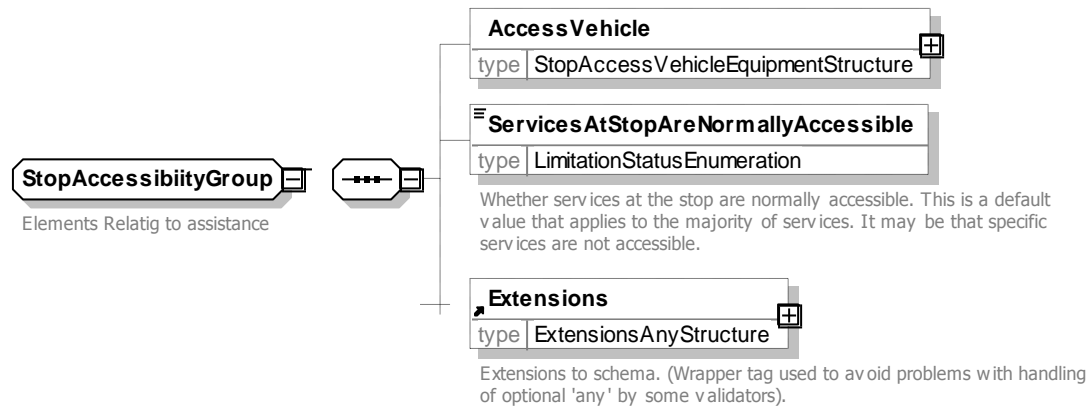 AccessVehicle
type StopAccessVehicleEquipmentStructure
ServicesAtStopAreNormallyAccessible
type LimitationStatusEnumeration
Whether services at the stop are normally accessible. This is a default
value that applies to the majority of services. It may be that specific
services are not accessible.
StopAccessibiityGroup
Elements Relatig to assistance
Extensions
type ExtensionsAnyStructure
Extensions to schema. (Wrapper tag used to avoid problems with handling
of optional 'any' by some validators).